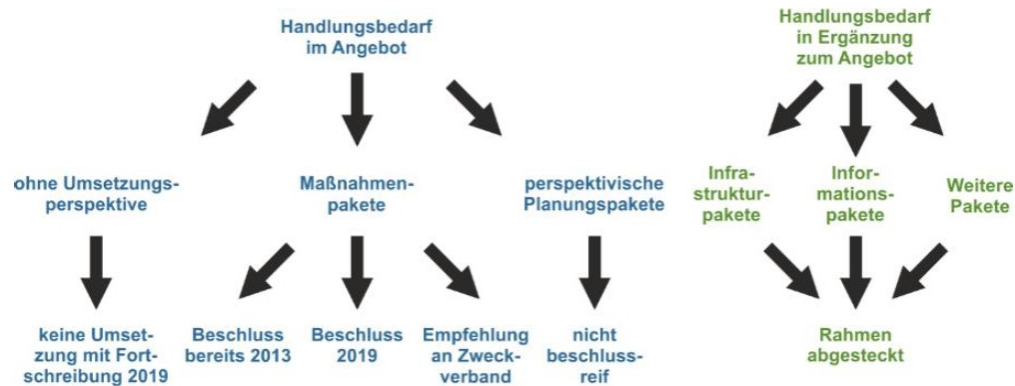 Handlungsbedarf
im Angebot
Handlungsbedarf
in Ergänzung
zum Angebot
ohne Umsetzungs-
perspektive
Maßnahmen-
pakete
perspektivische
Planungspakete
Infra-
struktur-
pakete
Infor-
mations-
pakete
Weitere
Pakete
keine Umset-
zung mit Fort-
schreibung 2019
Beschluss
bereits 2013
Beschluss
2019
Empfehlung
an Zweck-
verband
nicht
beschluss-
reif
Rahmen
abgesteckt